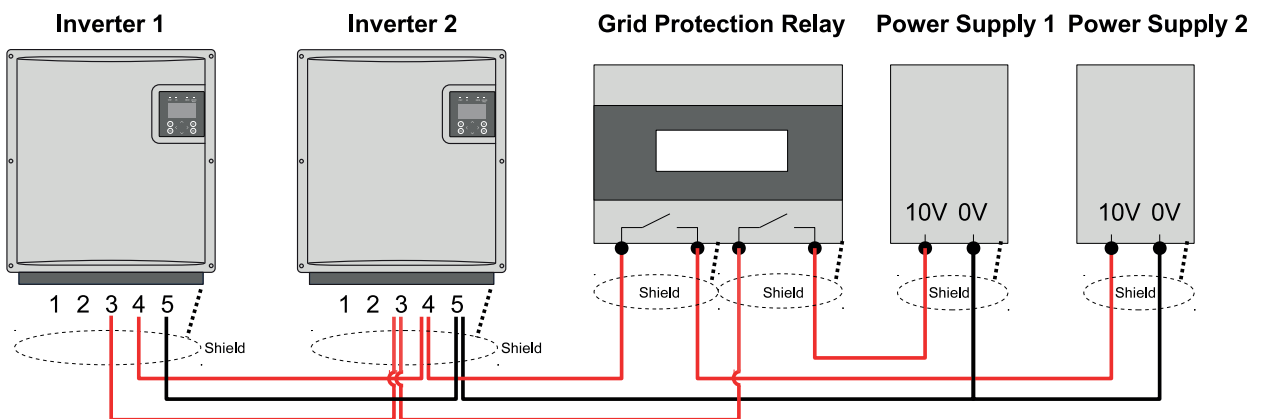 Inverter 1 Inverter 2 Grid Protection Relay Power Supply 1 Power Supply 2
10V 0V 10V 0V
Shield Shield Shield Shield
1 2 3 4 5 1 2 3 4 5
Shield Shield